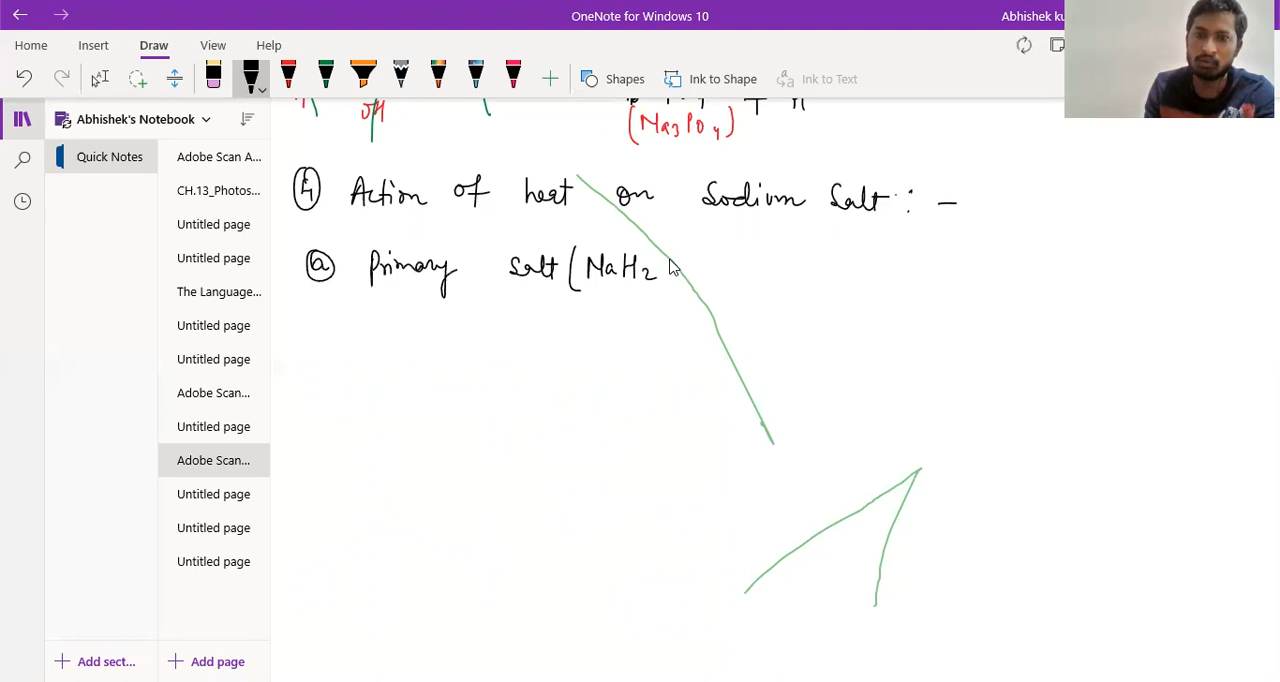 OneNote for Windows 10
Abhishek ku
Home Insert Draw View Help
Shapes Ink to Shape Ink to Text
Abhishek's Notebook
Quick Notes
Adobe Scan A...
CH.13_Photos...
Untitled page
Untitled page
The Language...
Untitled page
Untitled page
Adobe Scan...
Untitled page
Adobe Scan...
Untitled page
Untitled page
Untitled page
Add sect... Add page
OH
(Na3PO4)
④ Action of heat on Sodium Salt : -
ⓐ Primary Salt (NaH2